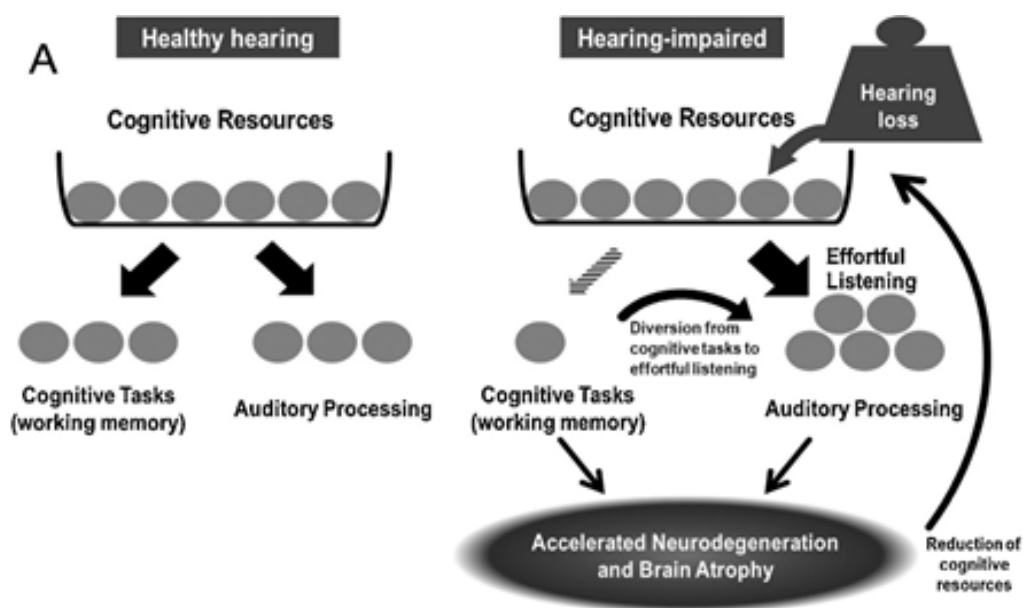 A
Healthy hearing
Cognitive Resources
Cognitive Tasks
(working memory)
Auditory Processing
Hearing-impaired
Cognitive Resources
Hearing
loss
Effortful
Listening
Diversion from
cognitive tasks to
effortful listening
Cognitive Tasks
(working memory)
Auditory Processing
Accelerated Neurodegeneration
and Brain Atrophy
Reduction of
cognitive
resources